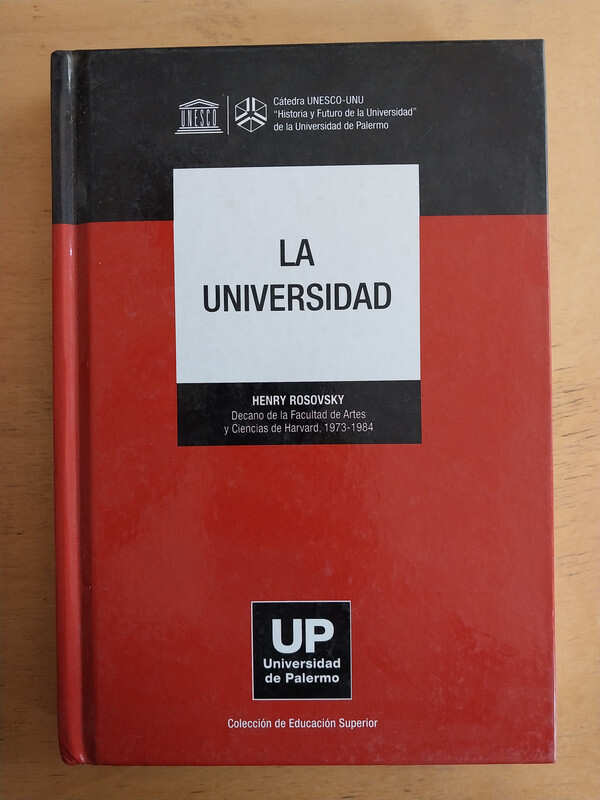 UNESCO
Cátedra UNESCO-UNU
"Historia y Futuro de la Universidad"
de la Universidad de Palermo
LA
UNIVERSIDAD
HENRY ROSOVSKY
Decano de la Facultad de Artes
y Ciencias de Harvard, 1973-1984
UP
Universidad
de Palermo
Colección de Educación Superior